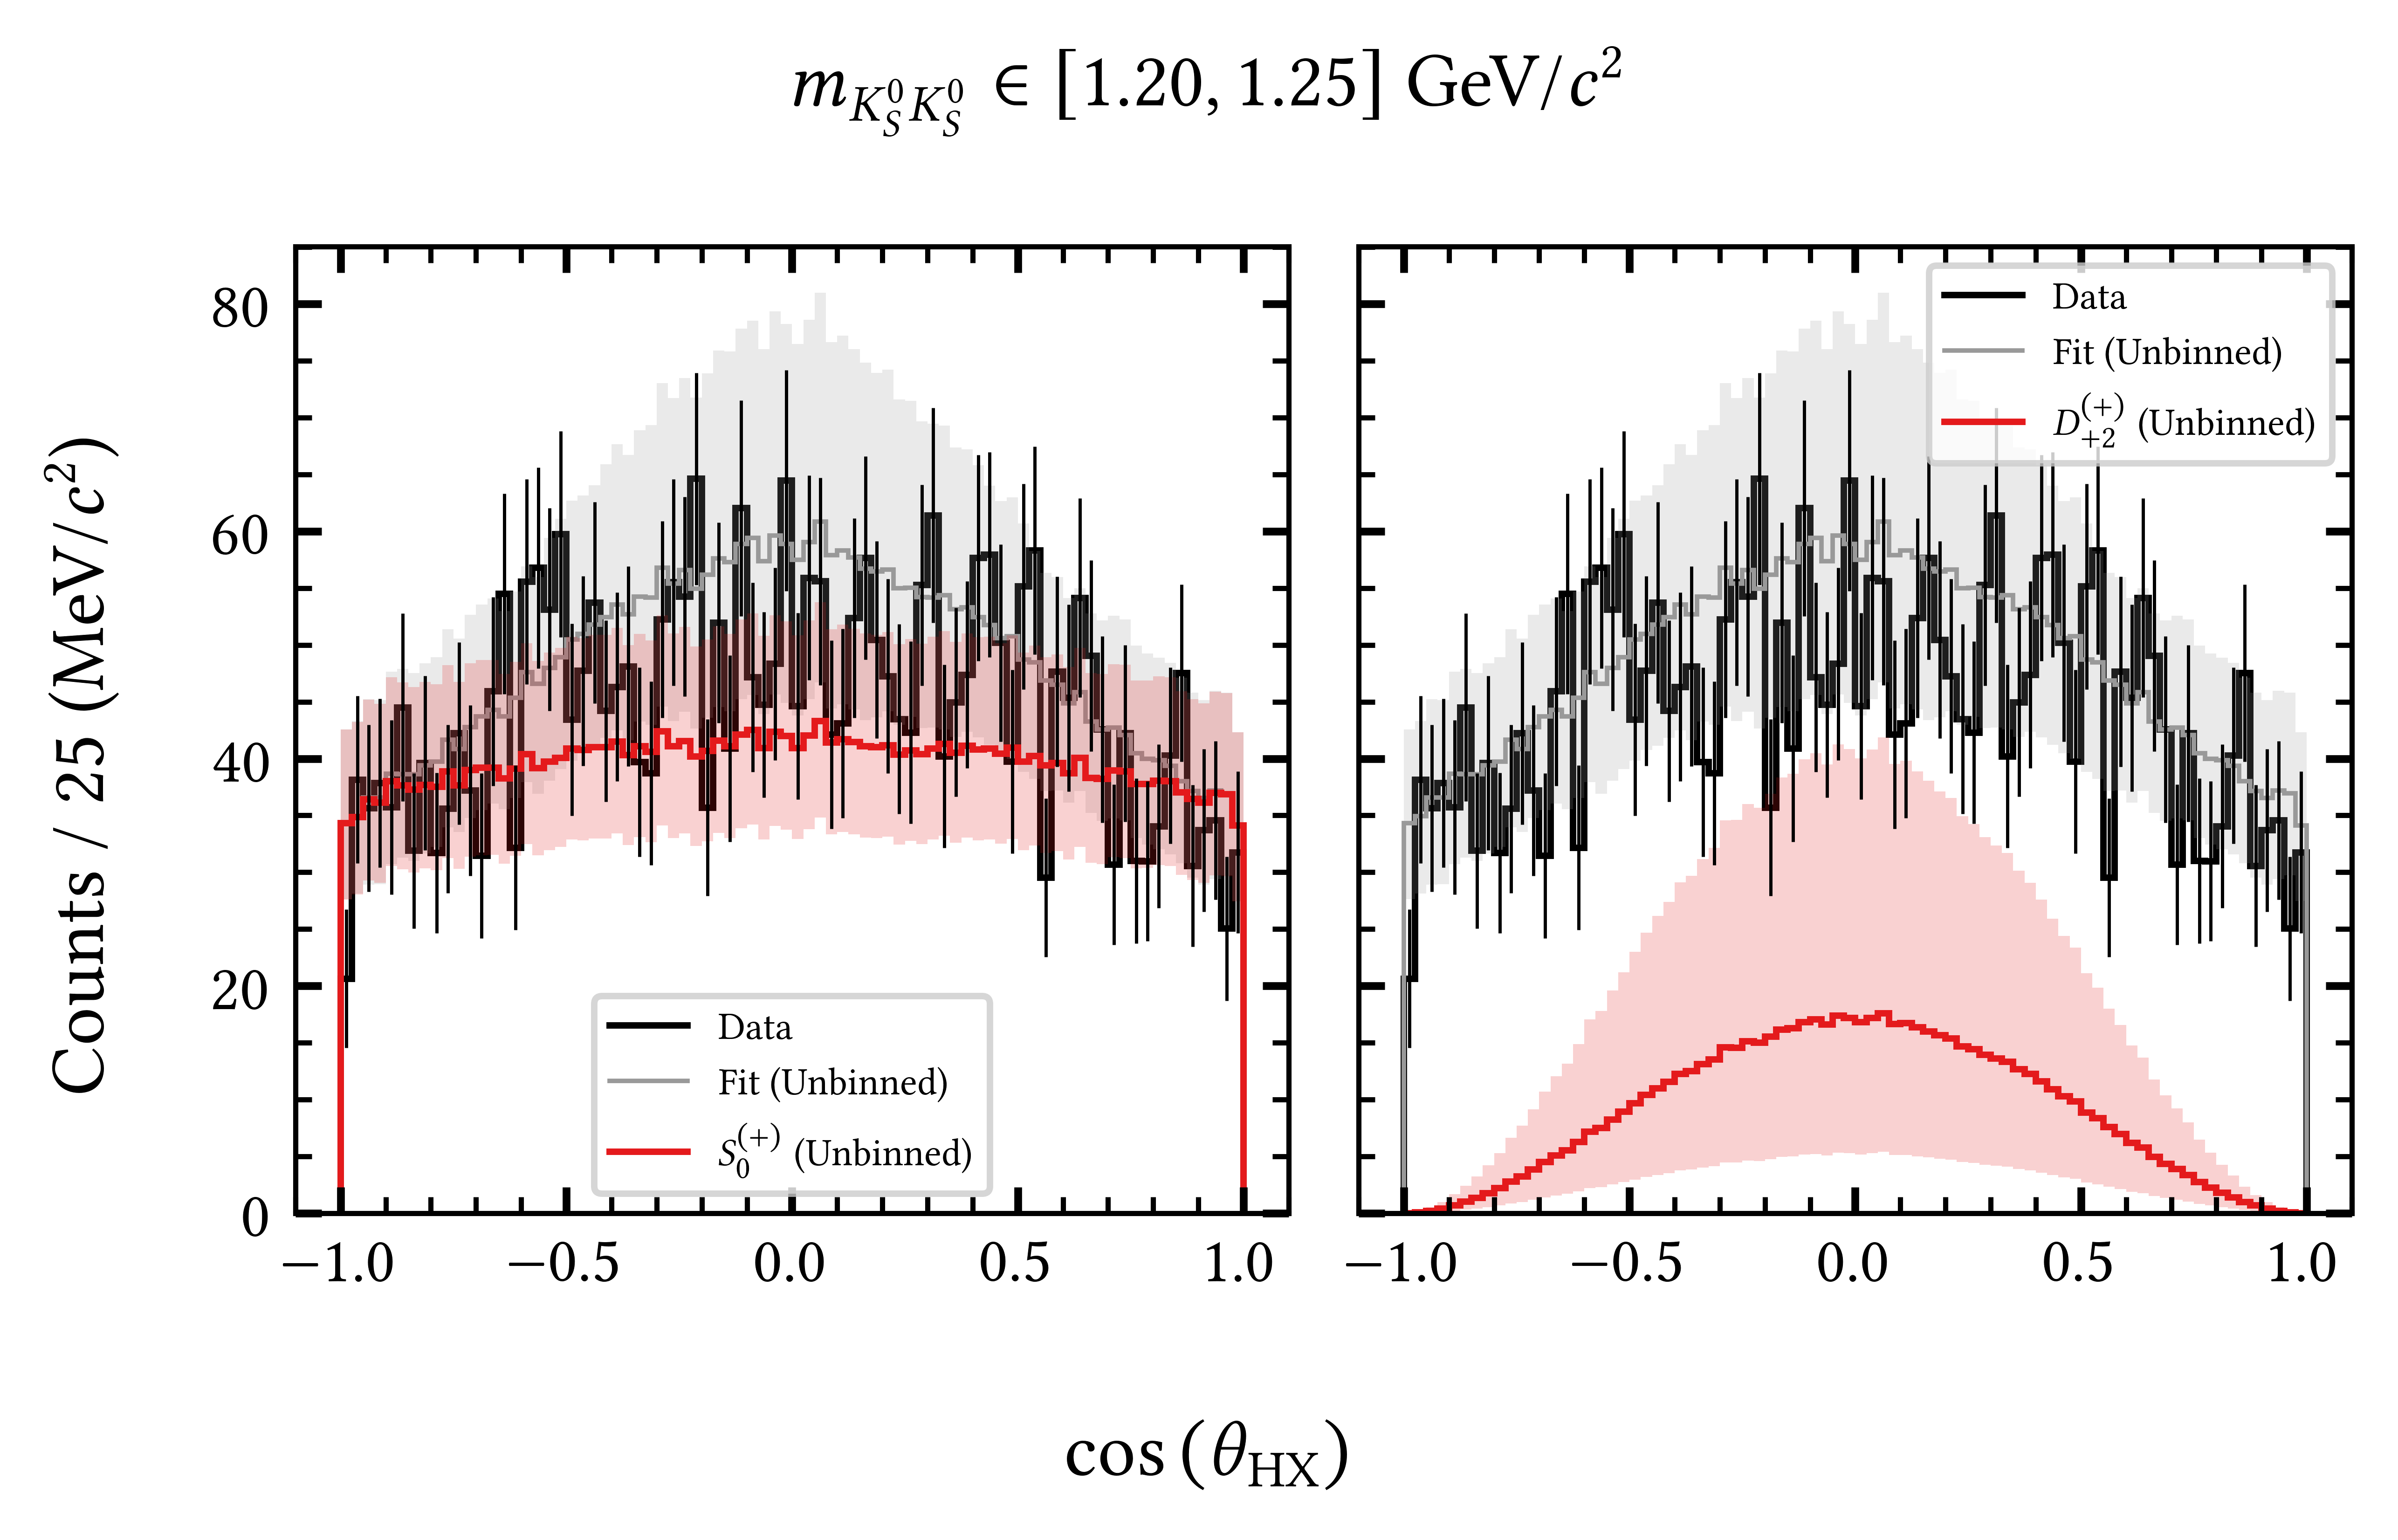 m_{K_S^0 K_S^0} ∈ [1.20, 1.25] GeV/c²
Counts / 25 (MeV/c²)
80
60
40
20
0
Data
Fit (Unbinned)
S_0^{(+)} (Unbinned)
−1.0 −0.5 0.0 0.5 1.0
Data
Fit (Unbinned)
D_{+2}^{(+)} (Unbinned)
−1.0 −0.5 0.0 0.5 1.0
cos (θ_{HX})